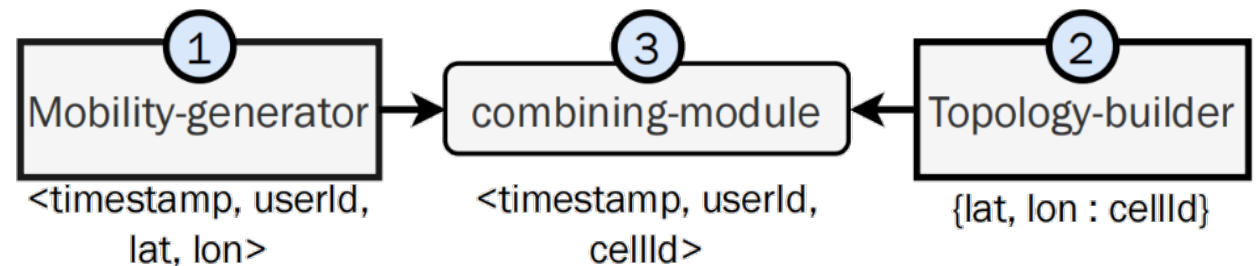 1
Mobility-generator
<timestamp, userId,
lat, lon>
3
combining-module
<timestamp, userId,
cellId>
2
Topology-builder
{lat, lon : cellId}